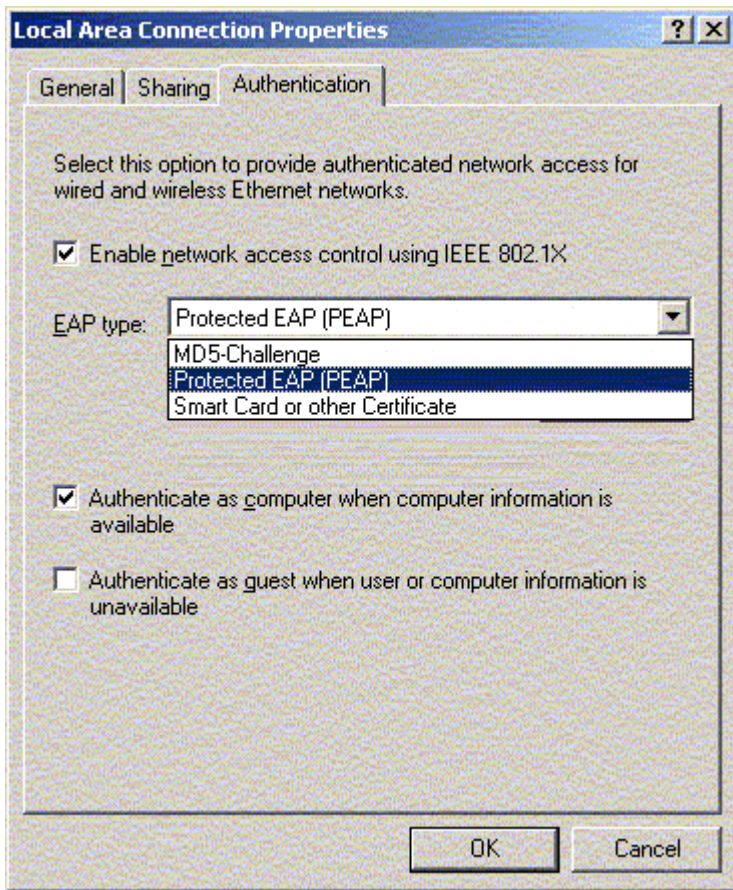 Local Area Connection Properties
General Sharing Authentication
Select this option to provide authenticated network access for
wired and wireless Ethernet networks.
Enable network access control using IEEE 802.1X
EAP type: Protected EAP (PEAP)
MD5-Challenge
Protected EAP (PEAP)
Smart Card or other Certificate
Authenticate as computer when computer information is
available
Authenticate as guest when user or computer information is
unavailable
OK Cancel